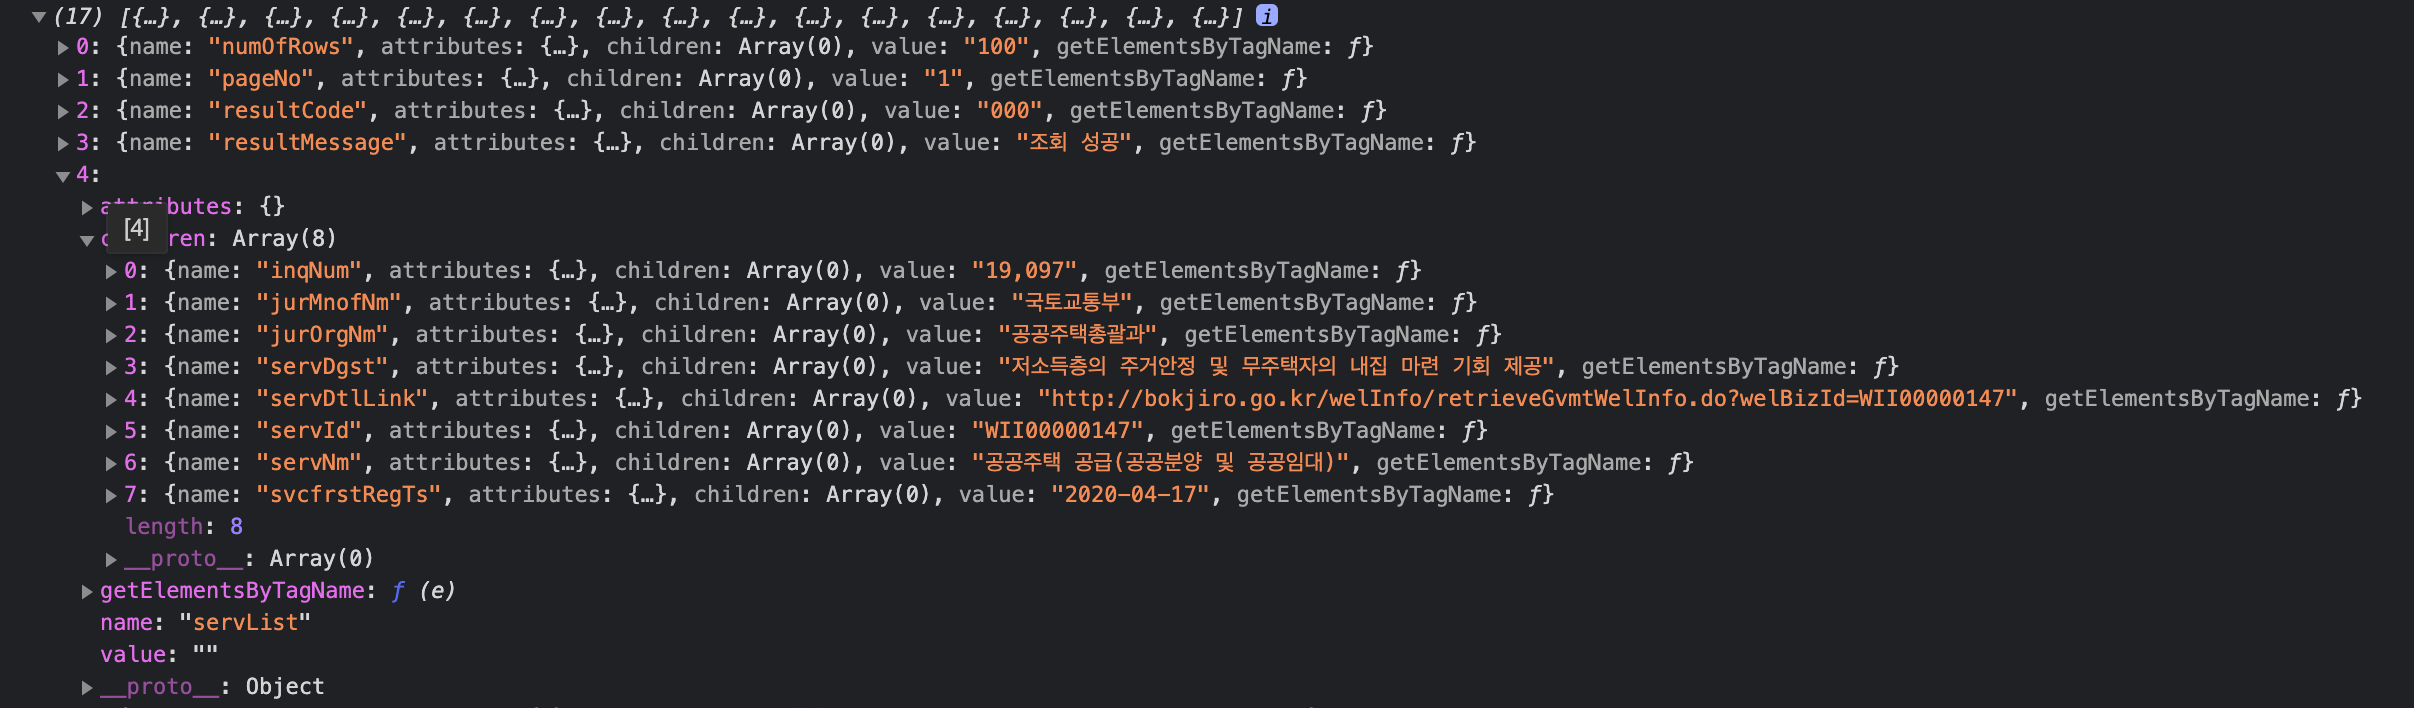 ▼(17) [{…}, {…}, {…}, {…}, {…}, {…}, {…}, {…}, {…}, {…}, {…}, {…}, {…}, {…}, {…}, {…}, {…}] i
▶0: {name: "numOfRows", attributes: {…}, children: Array(0), value: "100", getElementsByTagName: ƒ}
▶1: {name: "pageNo", attributes: {…}, children: Array(0), value: "1", getElementsByTagName: ƒ}
▶2: {name: "resultCode", attributes: {…}, children: Array(0), value: "000", getElementsByTagName: ƒ}
▶3: {name: "resultMessage", attributes: {…}, children: Array(0), value: "조회 성공", getElementsByTagName: ƒ}
▼4:
▶attributes: {}
[4]
▼c ren: Array(8)
▶0: {name: "inqNum", attributes: {…}, children: Array(0), value: "19,097", getElementsByTagName: ƒ}
▶1: {name: "jurMnofNm", attributes: {…}, children: Array(0), value: "국토교통부", getElementsByTagName: ƒ}
▶2: {name: "jurOrgNm", attributes: {…}, children: Array(0), value: "공공주택총괄과", getElementsByTagName: ƒ}
▶3: {name: "servDgst", attributes: {…}, children: Array(0), value: "저소득층의 주거안정 및 무주택자의 내집 마련 기회 제공", getElementsByTagName: ƒ}
▶4: {name: "servDtlLink", attributes: {…}, children: Array(0), value: "http://bokjiro.go.kr/welInfo/retrieveGvmtWelInfo.do?welBizId=WII00000147", getElementsByTagName: ƒ}
▶5: {name: "servId", attributes: {…}, children: Array(0), value: "WII00000147", getElementsByTagName: ƒ}
▶6: {name: "servNm", attributes: {…}, children: Array(0), value: "공공주택 공급(공공분양 및 공공임대)", getElementsByTagName: ƒ}
▶7: {name: "svcfrstRegTs", attributes: {…}, children: Array(0), value: "2020-04-17", getElementsByTagName: ƒ}
length: 8
▶__proto__: Array(0)
▶getElementsByTagName: ƒ (e)
name: "servList"
value: ""
▶__proto__: Object